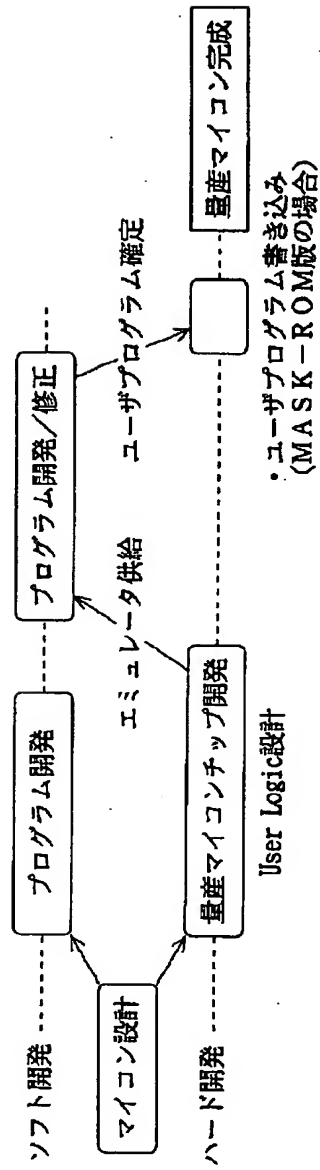 ソフト開発
プログラム開発
プログラム開発/修正
マイコン設計
エミュレータ供給
ユーザプログラム確定
ハード開発
量産マイコンチップ開発
量産マイコン完成
User Logic設計
・ユーザプログラム書き込み
(MASK-ROM版の場合)